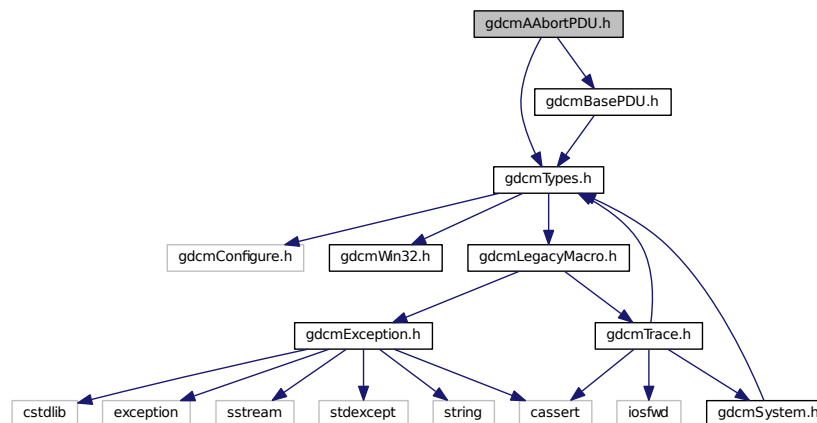 gdcmAAbortPDU.h
gdcmBasePDU.h
gdcmTypes.h
gdcmConfigure.h
gdcmWin32.h
gdcmLegacyMacro.h
gdcmException.h
gdcmTrace.h
cstdlib
exception
sstream
stdexcept
string
cassert
iosfwd
gdcmSystem.h